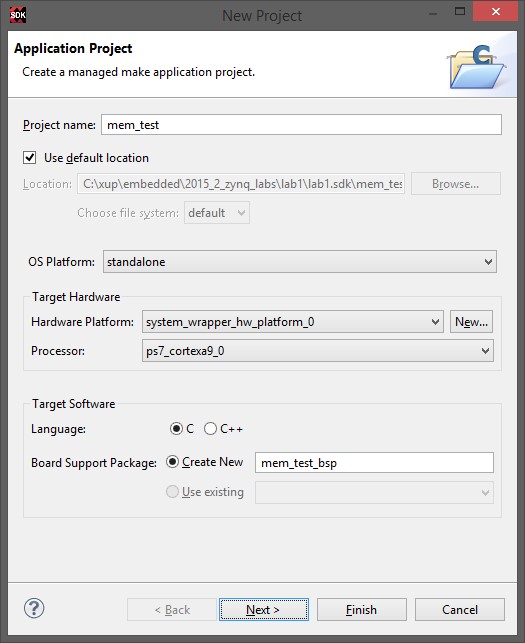 SDK
New Project
Application Project
Create a managed make application project.
C
Project name: mem_test
Use default location
Location: C:\xup\embedded\2015_2_zynq_labs\lab1\lab1.sdk\mem_tes Browse...
Choose file system: default
OS Platform: standalone
Target Hardware
Hardware Platform: system_wrapper_hw_platform_0 New...
Processor: ps7_cortexa9_0
Target Software
Language: C C++
Board Support Package: Create New mem_test_bsp
Use existing
? < Back Next > Finish Cancel